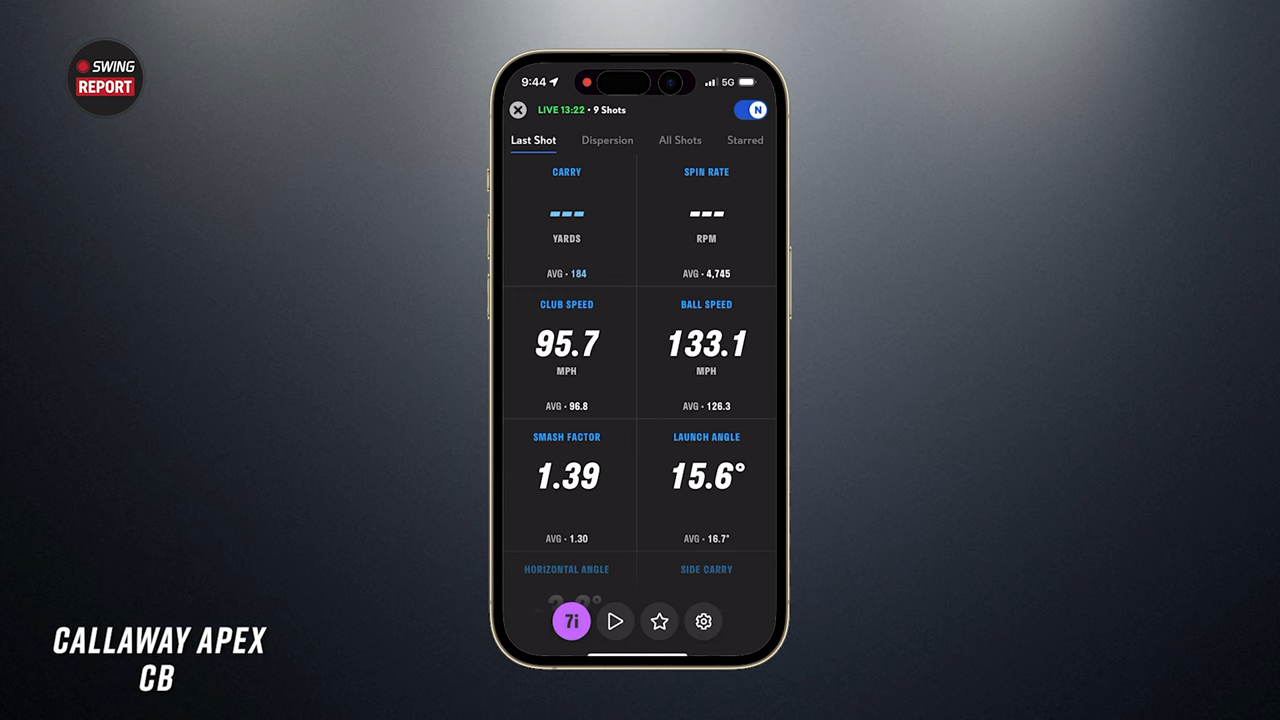 SWING
REPORT
9:44
5G
LIVE 13:22 • 9 Shots
N
Last Shot
Dispersion
All Shots
Starred
CARRY
SPIN RATE
---
---
YARDS
RPM
AVG • 184
AVG • 4,745
CLUB SPEED
BALL SPEED
95.7
133.1
MPH
MPH
AVG • 96.8
AVG • 126.3
SMASH FACTOR
LAUNCH ANGLE
1.39
15.6°
AVG • 1.30
AVG • 16.7°
HORIZONTAL ANGLE
SIDE CARRY
7i
CALLAWAY APEX
CB